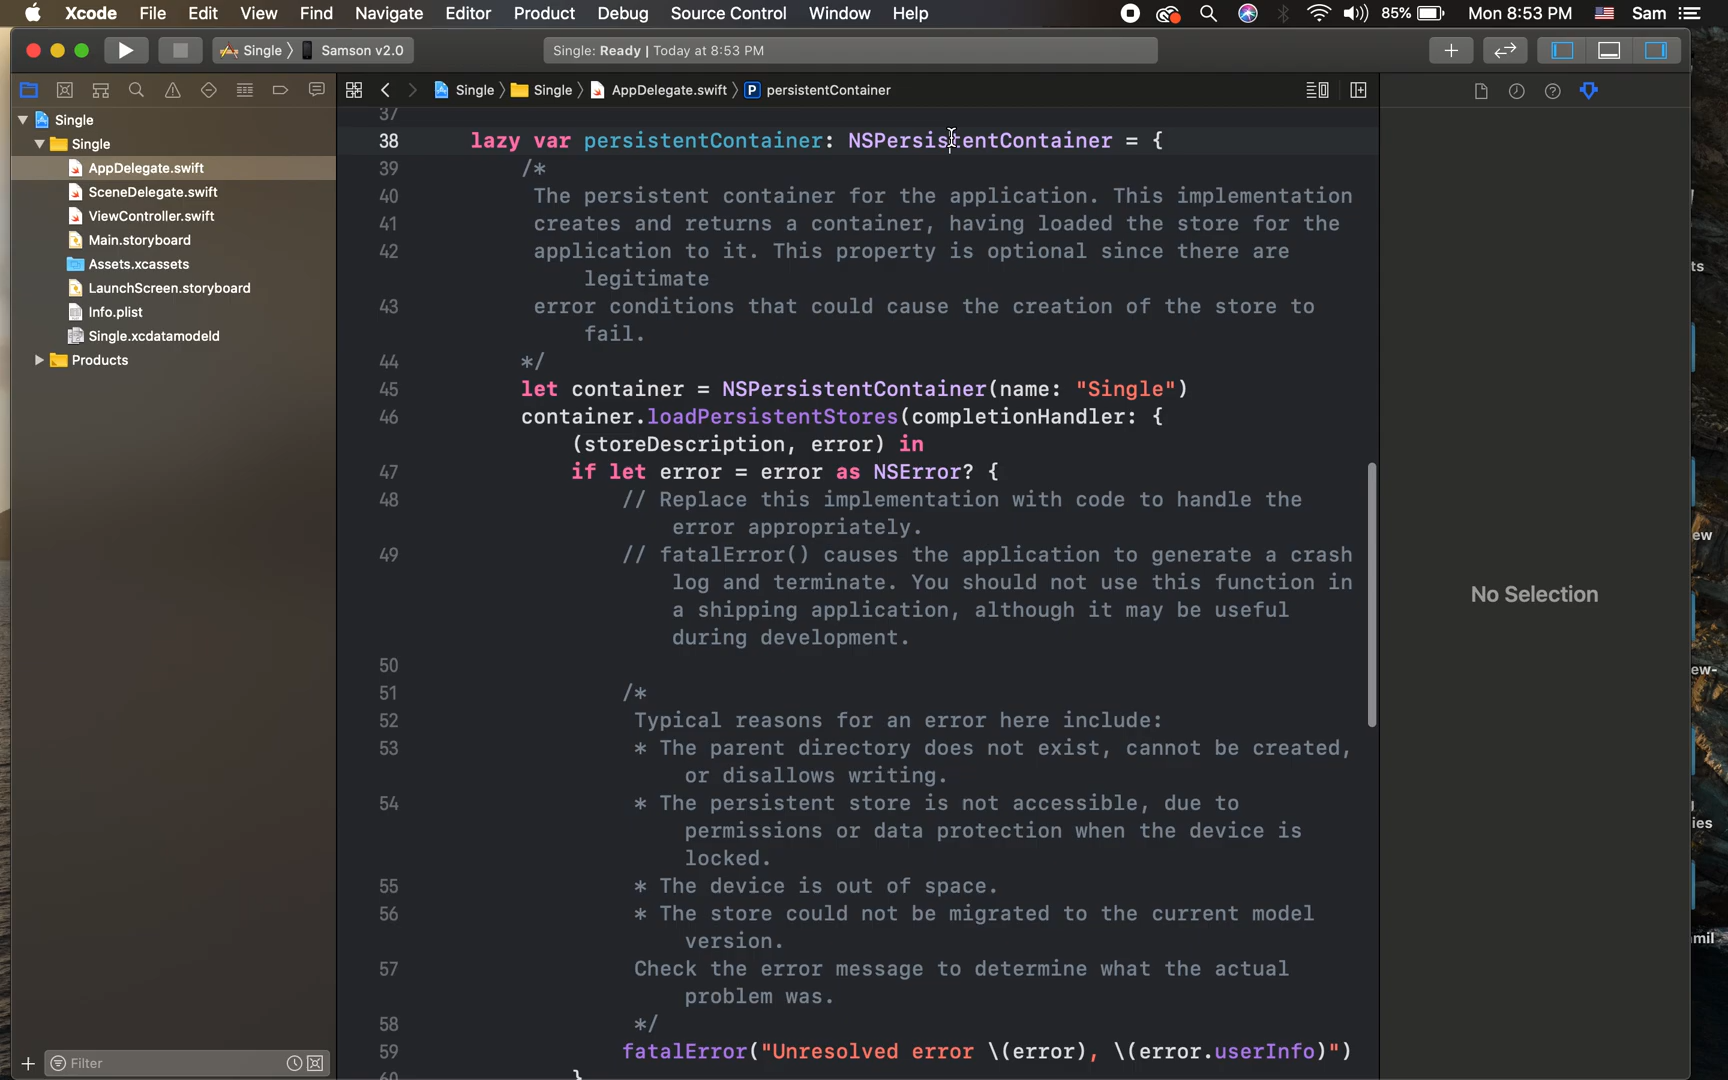 Xcode File Edit View Find Navigate Editor Product Debug Source Control Window Help 85% Mon 8:53 PM Sam
Single 〉 Samson v2.0 Single: Ready | Today at 8:53 PM
Single 〉 Single 〉 AppDelegate.swift 〉 P persistentContainer
Single
Single
AppDelegate.swift
SceneDelegate.swift
ViewController.swift
Main.storyboard
Assets.xcassets
LaunchScreen.storyboard
Info.plist
Single.xcdatamodeld
Products
Filter
37
38 lazy var persistentContainer: NSPersistentContainer = {
39 /*
40 The persistent container for the application. This implementation
41 creates and returns a container, having loaded the store for the
42 application to it. This property is optional since there are
legitimate
43 error conditions that could cause the creation of the store to
fail.
44 */
45 let container = NSPersistentContainer(name: "Single")
46 container.loadPersistentStores(completionHandler: {
(storeDescription, error) in
47 if let error = error as NSError? {
48 // Replace this implementation with code to handle the
error appropriately.
49 // fatalError() causes the application to generate a crash
log and terminate. You should not use this function in
a shipping application, although it may be useful
during development.
50
51 /*
52 Typical reasons for an error here include:
53 * The parent directory does not exist, cannot be created,
or disallows writing.
54 * The persistent store is not accessible, due to
permissions or data protection when the device is
locked.
55 * The device is out of space.
56 * The store could not be migrated to the current model
version.
57 Check the error message to determine what the actual
problem was.
58 */
59 fatalError("Unresolved error \(error), \(error.userInfo)")
60 }
No Selection
ts
ew
ew-
ies
mil